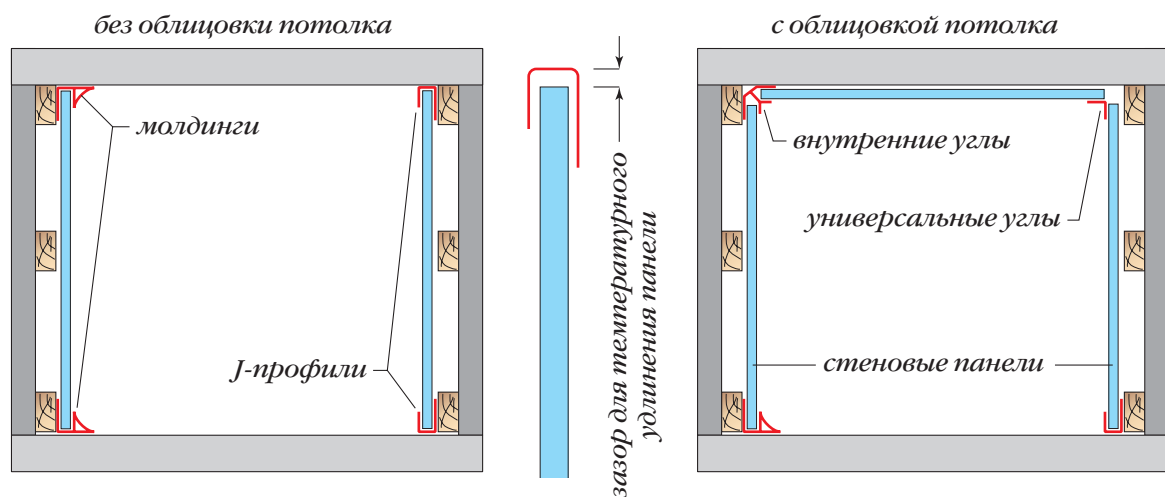 без облицовки потолка
с облицовкой потолка
молдинги
J-профили
зазор для температурного
удлинения панели
внутренние углы
универсальные углы
стеновые панели